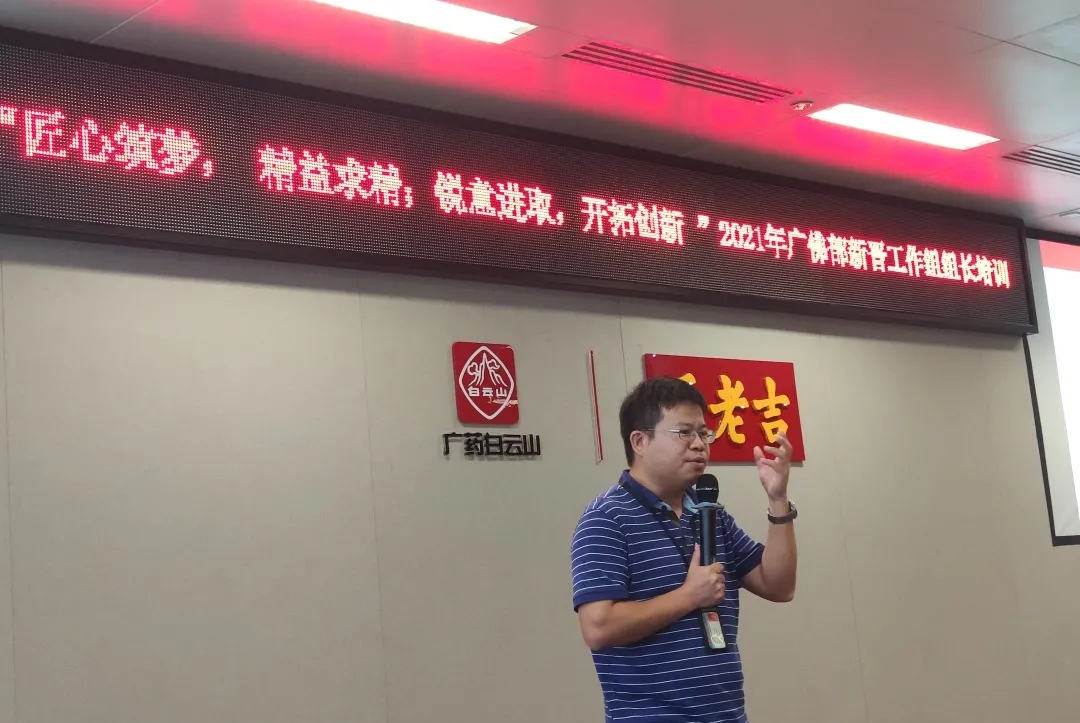 “匠心筑梦， 精益求精；锐意进取，开拓创新 ”2021年广佛部新晋工作组组长培训
白云山
广药白云山
老吉